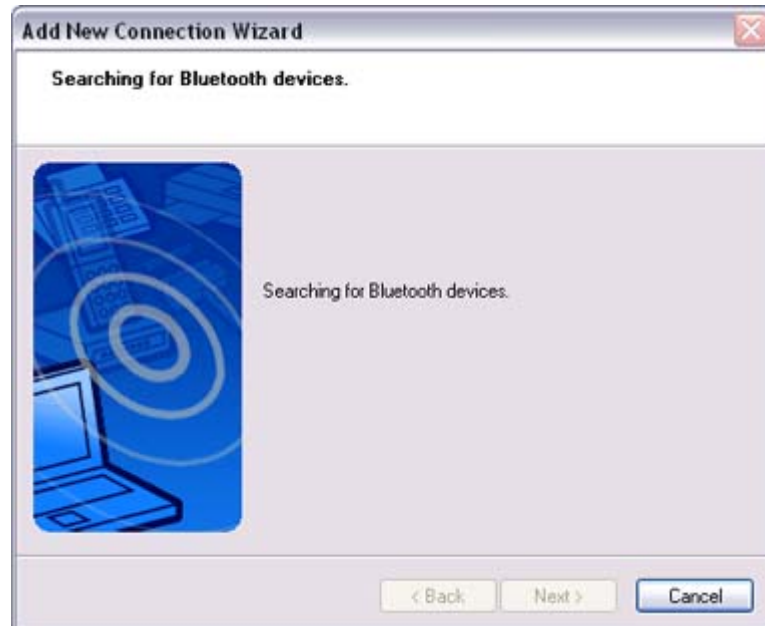 Add New Connection Wizard
Searching for Bluetooth devices.
Searching for Bluetooth devices.
< Back Next > Cancel